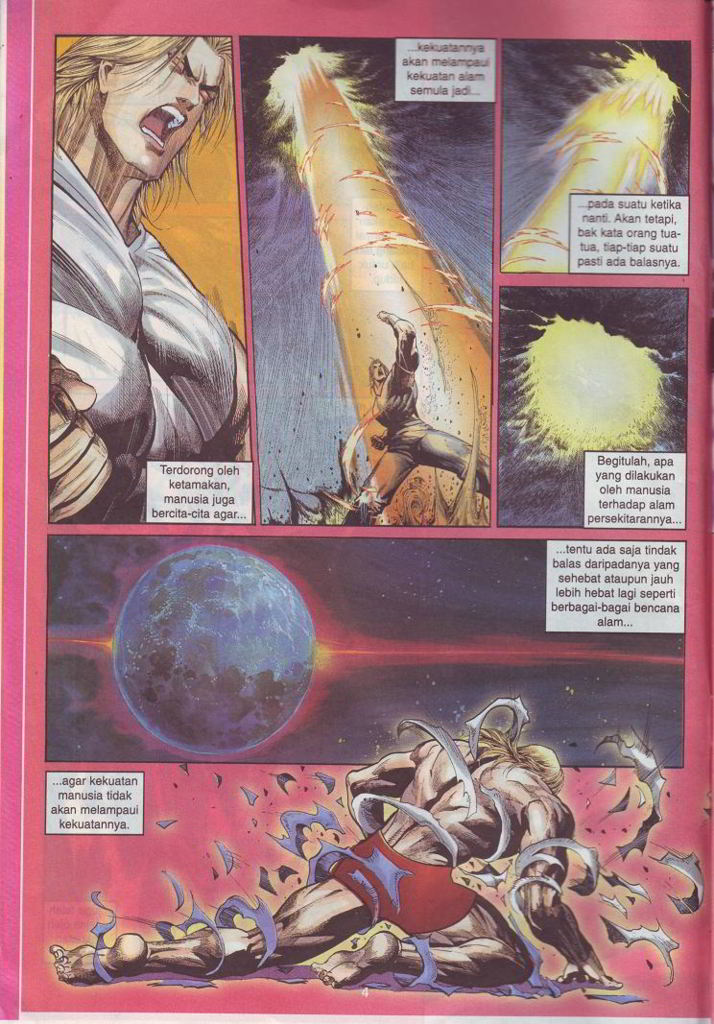 Terdorong oleh
ketamakan,
manusia juga
bercita-cita agar...
...kekuatannya
akan melampaui
kekuatan alam
semula jadi...
...pada suatu ketika
nanti. Akan tetapi,
bak kata orang tua-
tua, tiap-tiap suatu
pasti ada balasnya.
Begitulah, apa
yang dilakukan
oleh manusia
terhadap alam
persekitarannya...
...tentu ada saja tindak
balas daripadanya yang
sehebat ataupun jauh
lebih hebat lagi seperti
berbagai-bagai bencana
alam...
...agar kekuatan
manusia tidak
akan melampaui
kekuatannya.
4